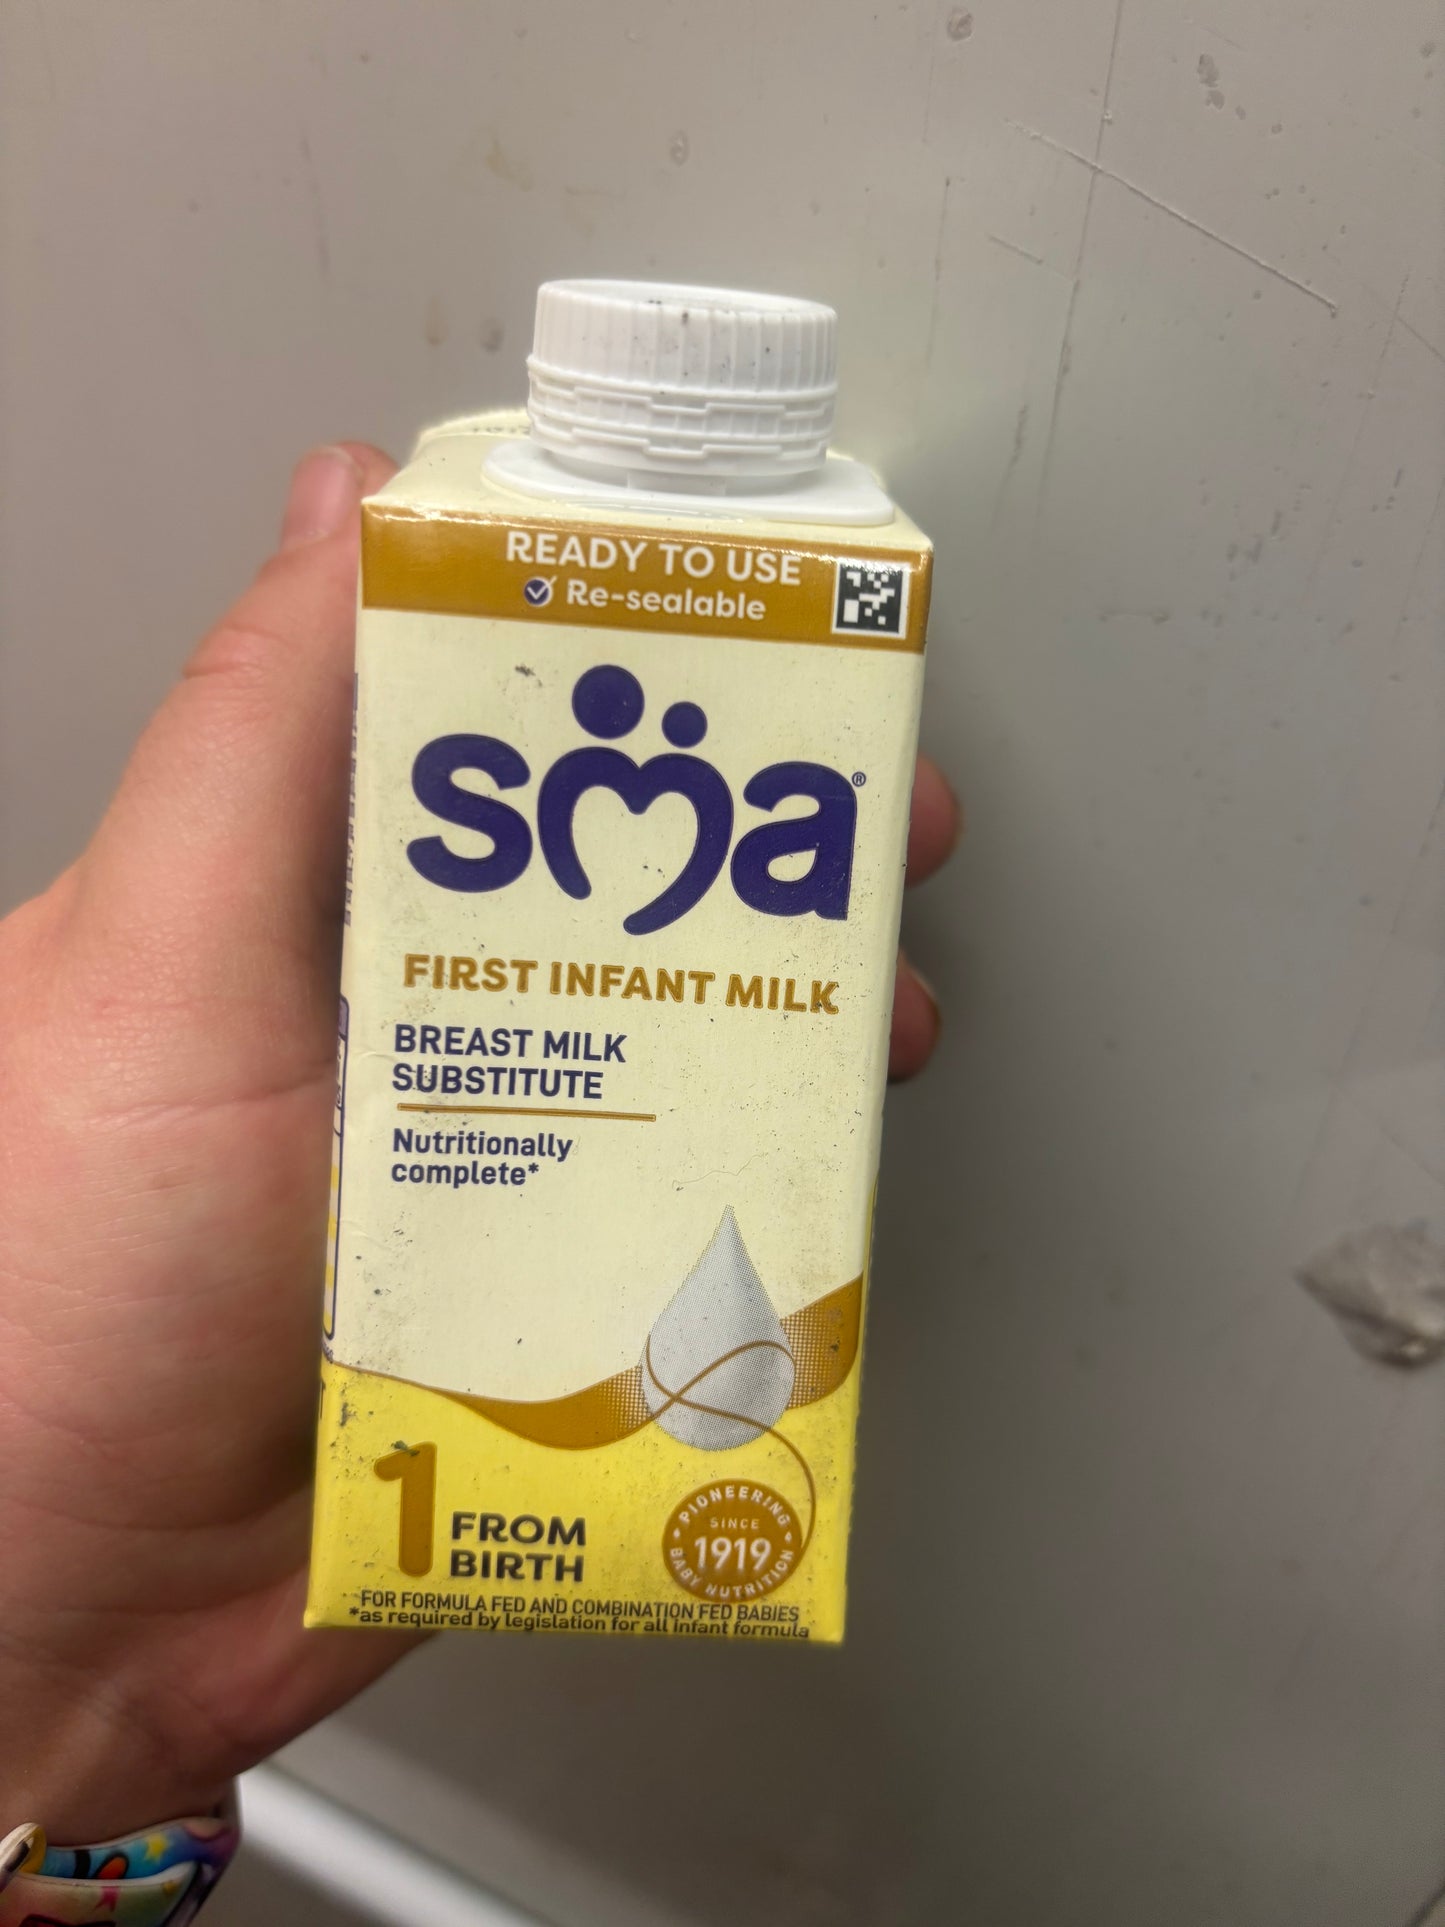 READY TO USE
Re-sealable
sma®
FIRST INFANT MILK
BREAST MILK
SUBSTITUTE
Nutritionally
complete*
1 FROM
BIRTH
PIONEERING
SINCE
1919
BABY NUTRITION
FOR FORMULA FED AND COMBINATION FED BABIES
*as required by legislation for all infant formula